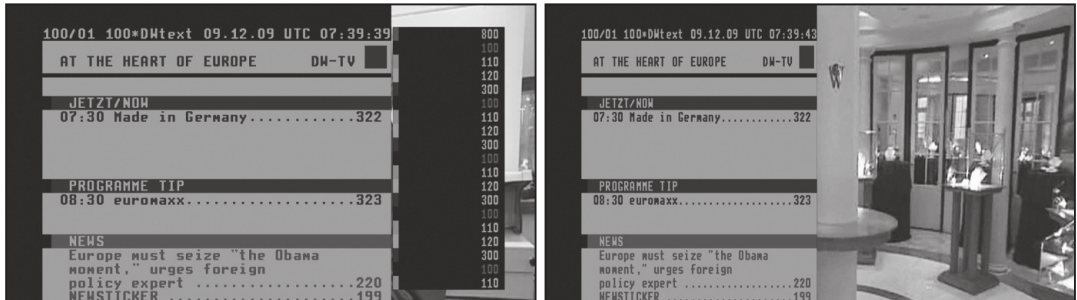 100/01 100*DWtext 09.12.09 UTC 07:39:39
AT THE HEART OF EUROPE DW-TV
JETZT/NOW
07:30 Made in Germany............322
PROGRAMME TIP
08:30 euromaxx..................323
NEWS
Europe must seize "the Obama
moment," urges foreign
policy expert ..................220
NEWSTICKER .....................199
800
100
110
120
300
100
110
120
300
100
110
120
300
100
110
120
300
100
110
100/01 100*DWtext 09.12.09 UTC 07:39:43
AT THE HEART OF EUROPE DW-TV
JETZT/NOW
07:30 Made in Germany............322
PROGRAMME TIP
08:30 euromaxx..................323
NEWS
Europe must seize "the Obama
moment," urges foreign
policy expert ..................220
NEWSTICKER .....................199
W